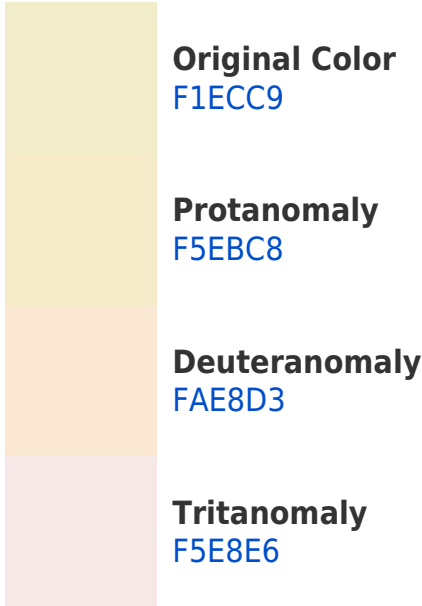 Original Color
F1ECC9
Protanomaly
F5EBC8
Deuteranomaly
FAE8D3
Tritanomaly
F5E8E6